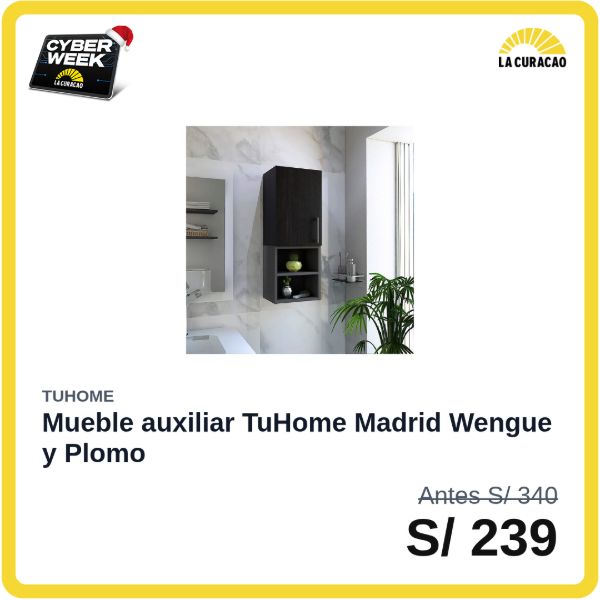 CYBER
WEEK
LA CURACAO
LA CURACAO
TUHOME
Mueble auxiliar TuHome Madrid Wengue
y Plomo
Antes S/ 340
S/ 239